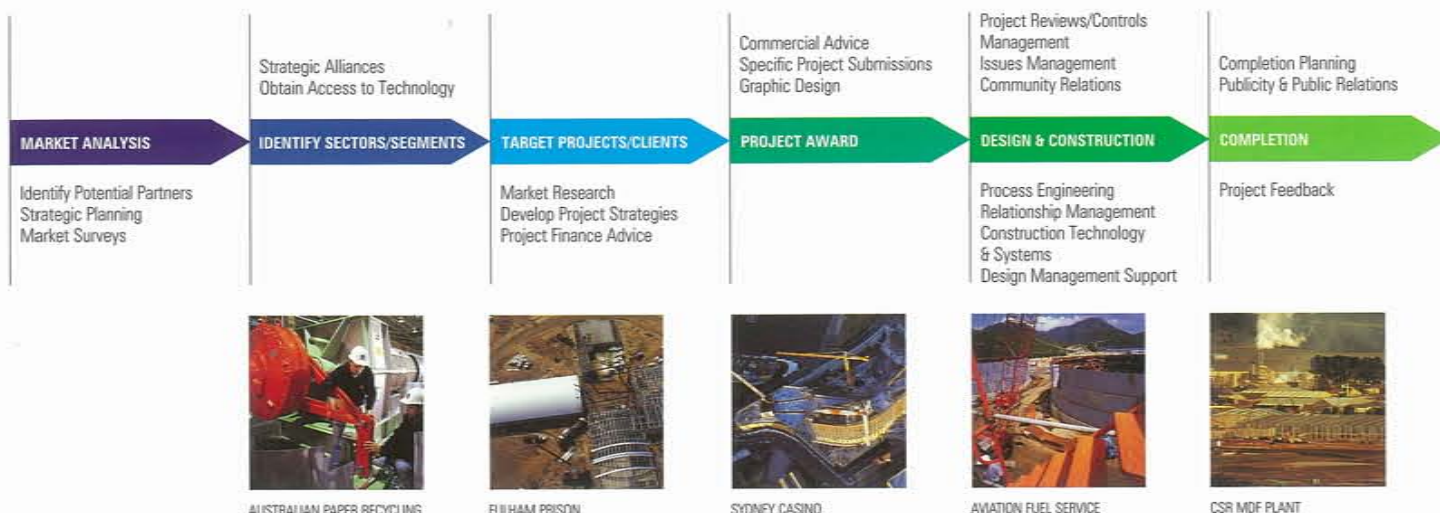 Strategic Alliances
Obtain Access to Technology
Commercial Advice
Specific Project Submissions
Graphic Design
Project Reviews/Controls
Management
Issues Management
Community Relations
Completion Planning
Publicity & Public Relations
MARKET ANALYSIS
IDENTIFY SECTORS/SEGMENTS
TARGET PROJECTS/CLIENTS
PROJECT AWARD
DESIGN & CONSTRUCTION
COMPLETION
Identify Potential Partners
Strategic Planning
Market Surveys
Market Research
Develop Project Strategies
Project Finance Advice
Process Engineering
Relationship Management
Construction Technology
& Systems
Design Management Support
Project Feedback
AUSTRALIAN PAPER RECYCLING
FULHAM PRISON
SYDNEY CASINO
AVIATION FUEL SERVICE
CSR MDF PLANT